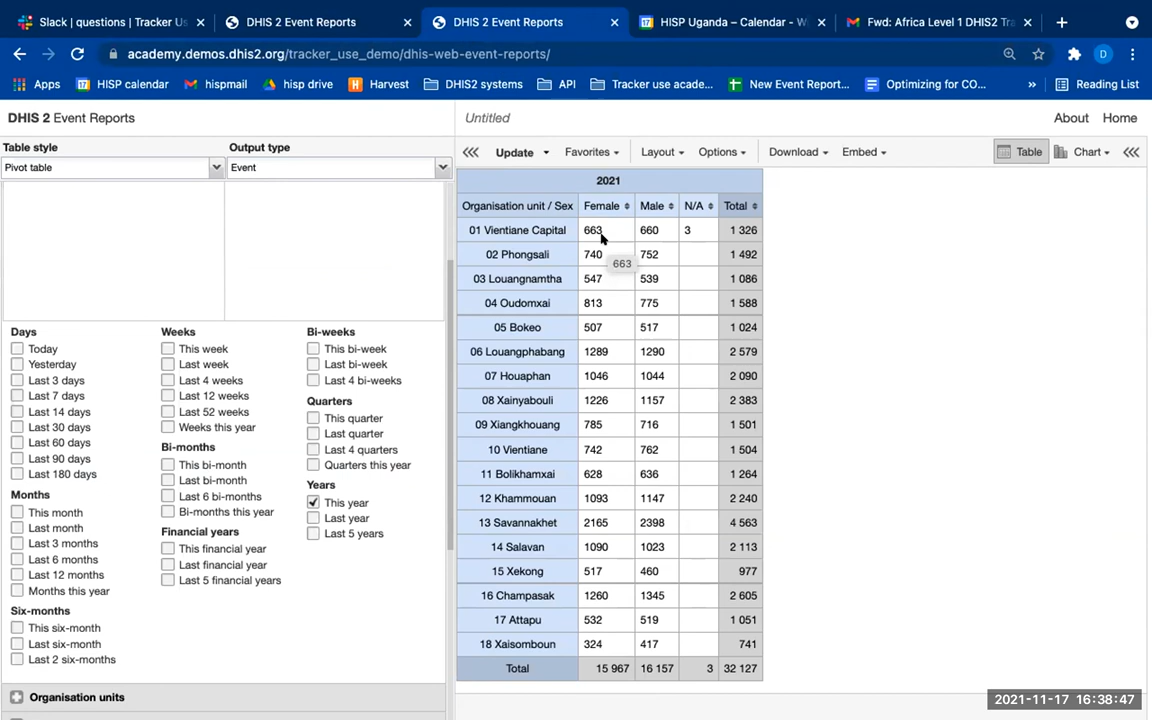 Slack | questions | Tracker Us
DHIS 2 Event Reports
DHIS 2 Event Reports
HISP Uganda – Calendar - W
Fwd: Africa Level 1 DHIS2 Tra
academy.demos.dhis2.org/tracker_use_demo/dhis-web-event-reports/
D
Apps
HISP calendar
hispmail
hisp drive
Harvest
DHIS2 systems
API
Tracker use acade...
New Event Report...
Optimizing for CO...
»
Reading List
DHIS 2 Event Reports
Untitled
About Home
Table style Output type
Pivot table Event
Update Favorites Layout Options Download Embed Table Chart
Days
Today
Yesterday
Last 3 days
Last 7 days
Last 14 days
Last 30 days
Last 60 days
Last 90 days
Last 180 days
Months
This month
Last month
Last 3 months
Last 6 months
Last 12 months
Months this year
Six-months
This six-month
Last six-month
Last 2 six-months
Weeks
This week
Last week
Last 4 weeks
Last 12 weeks
Last 52 weeks
Weeks this year
Bi-months
This bi-month
Last bi-month
Last 6 bi-months
Bi-months this year
Financial years
This financial year
Last financial year
Last 5 financial years
Bi-weeks
This bi-week
Last bi-week
Last 4 bi-weeks
Quarters
This quarter
Last quarter
Last 4 quarters
Quarters this year
Years
This year
Last year
Last 5 years
Organisation units
2021
Organisation unit / Sex Female Male N/A Total
01 Vientiane Capital 663 660 3 1 326
02 Phongsali 740 752 1 492
663
03 Louangnamtha 547 539 1 086
04 Oudomxai 813 775 1 588
05 Bokeo 507 517 1 024
06 Louangphabang 1289 1290 2 579
07 Houaphan 1046 1044 2 090
08 Xainyabouli 1226 1157 2 383
09 Xiangkhouang 785 716 1 501
10 Vientiane 742 762 1 504
11 Bolikhamxai 628 636 1 264
12 Khammouan 1093 1147 2 240
13 Savannakhet 2165 2398 4 563
14 Salavan 1090 1023 2 113
15 Xekong 517 460 977
16 Champasak 1260 1345 2 605
17 Attapu 532 519 1 051
18 Xaisomboun 324 417 741
Total 15 967 16 157 3 32 127
2021-11-17 16:38:47